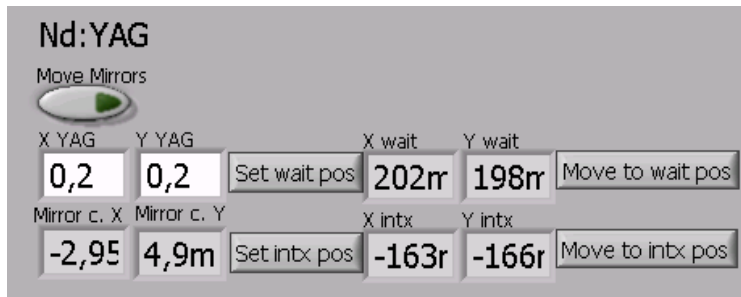 Nd:YAG
Move Mirrors
X YAG Y YAG X wait Y wait
0,2 0,2 Set wait pos 202m 198m Move to wait pos
Mirror c. X Mirror c. Y X intx Y intx
-2,95 4,9m Set intx pos -163r -166r Move to intx pos